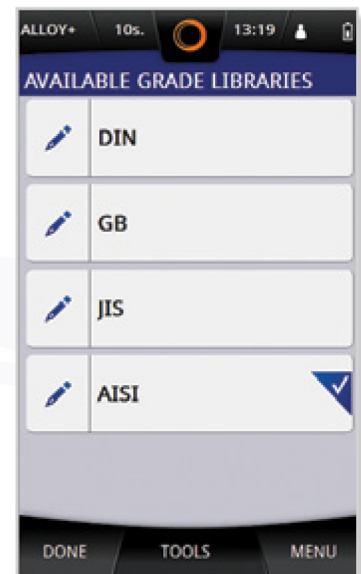 ALLOY+ 10s. 13:19
AVAILABLE GRADE LIBRARIES
DIN
GB
JIS
AISI
DONE TOOLS MENU